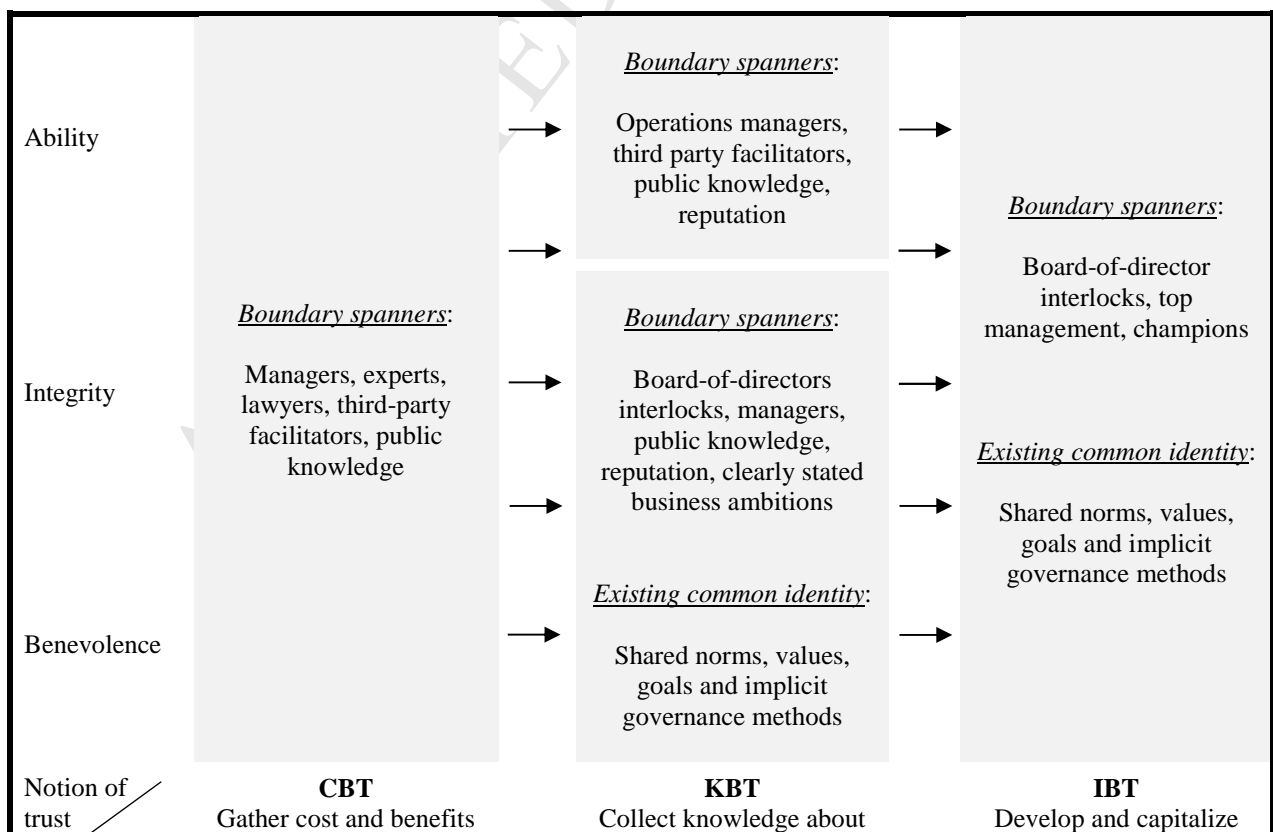 Ability
Integrity
Benevolence
Boundary spanners:
Managers, experts,
lawyers, third-party
facilitators, public
knowledge
Boundary spanners:
Operations managers,
third party facilitators,
public knowledge,
reputation
Boundary spanners:
Board-of-directors
interlocks, managers,
public knowledge,
reputation, clearly stated
business ambitions
Existing common identity:
Shared norms, values,
goals and implicit
governance methods
Boundary spanners:
Board-of-director
interlocks, top
management, champions
Existing common identity:
Shared norms, values,
goals and implicit
governance methods
Notion of
trust
CBT
Gather cost and benefits
KBT
Collect knowledge about
IBT
Develop and capitalize